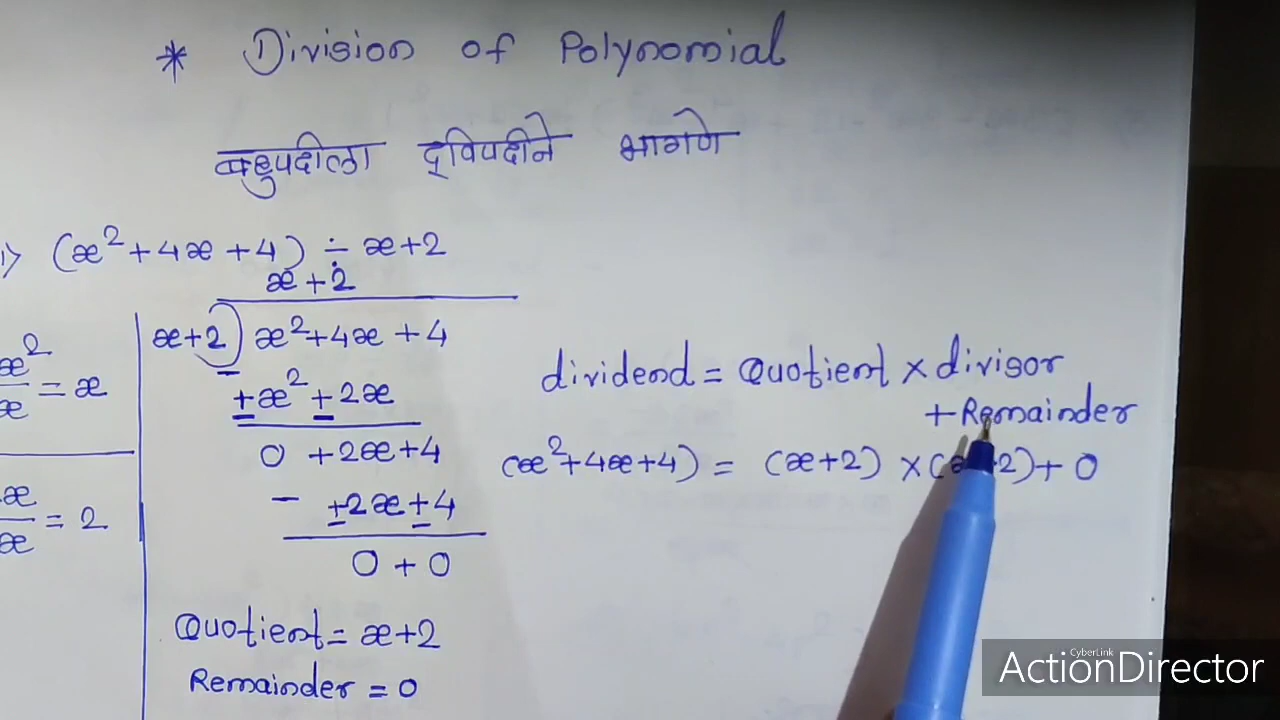 * Division of Polynomial
बहुपदीला द्विपदीने भागणे
1) (x²+4x+4) ÷ x+2
x+2
x+2) x²+4x+4
x²/x = x
- +x² +2x
0 +2x+4
- +2x+4
2x/x = 2
0+0
Quotient = x+2
Remainder = 0
dividend = Quotient × divisor
+Remainder
(x²+4x+4) = (x+2) ×(x+2)+0
CyberLink
ActionDirector